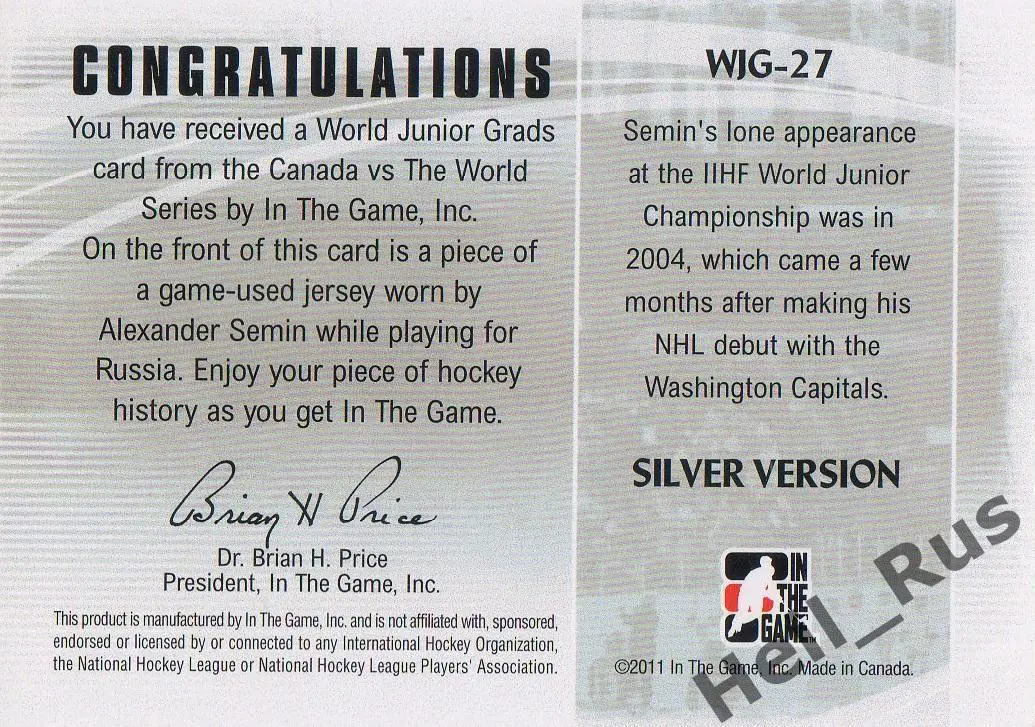 CONGRATULATIONS
You have received a World Junior Grads
card from the Canada vs The World
Series by In The Game, Inc.
On the front of this card is a piece of
a game-used jersey worn by
Alexander Semin while playing for
Russia. Enjoy your piece of hockey
history as you get In The Game.
Brian H Price
Dr. Brian H. Price
President, In The Game, Inc.
This product is manufactured by In The Game, Inc. and is not affiliated with, sponsored,
endorsed or licensed by or connected to any International Hockey Organization,
the National Hockey League or National Hockey League Players' Association.
WJG-27
Semin's lone appearance
at the IIHF World Junior
Championship was in
2004, which came a few
months after making his
NHL debut with the
Washington Capitals.
SILVER VERSION
IN
THE
GAME
©2011 In The Game, Inc. Made in Canada.
Hell_Rus